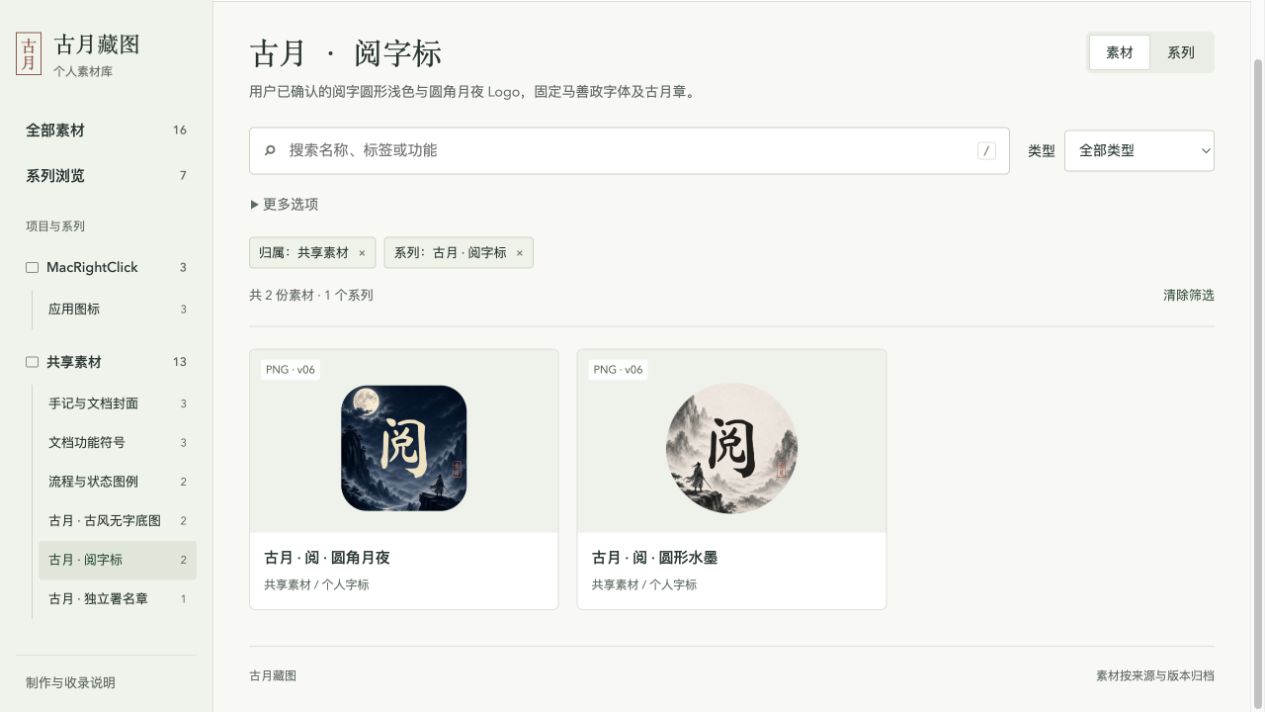 古月
古月藏图
个人素材库
全部素材 16
系列浏览 7
项目与系列
MacRightClick 3
应用图标 3
共享素材 13
手记与文档封面 3
文档功能符号 3
流程与状态图例 2
古月 · 古风无字底图 2
古月 · 阅字标 2
古月 · 独立署名章 1
制作与收录说明
古月 · 阅字标
素材 系列
用户已确认的阅字圆形浅色与圆角月夜 Logo，固定马善政字体及古月章。
搜索名称、标签或功能 /
类型 全部类型
更多选项
归属：共享素材 × 系列：古月 · 阅字标 ×
共 2 份素材 · 1 个系列 清除筛选
PNG · v06
阅
古月 · 阅 · 圆角月夜
共享素材 / 个人字标
PNG · v06
阅
古月 · 阅 · 圆形水墨
共享素材 / 个人字标
古月藏图 素材按来源与版本归档